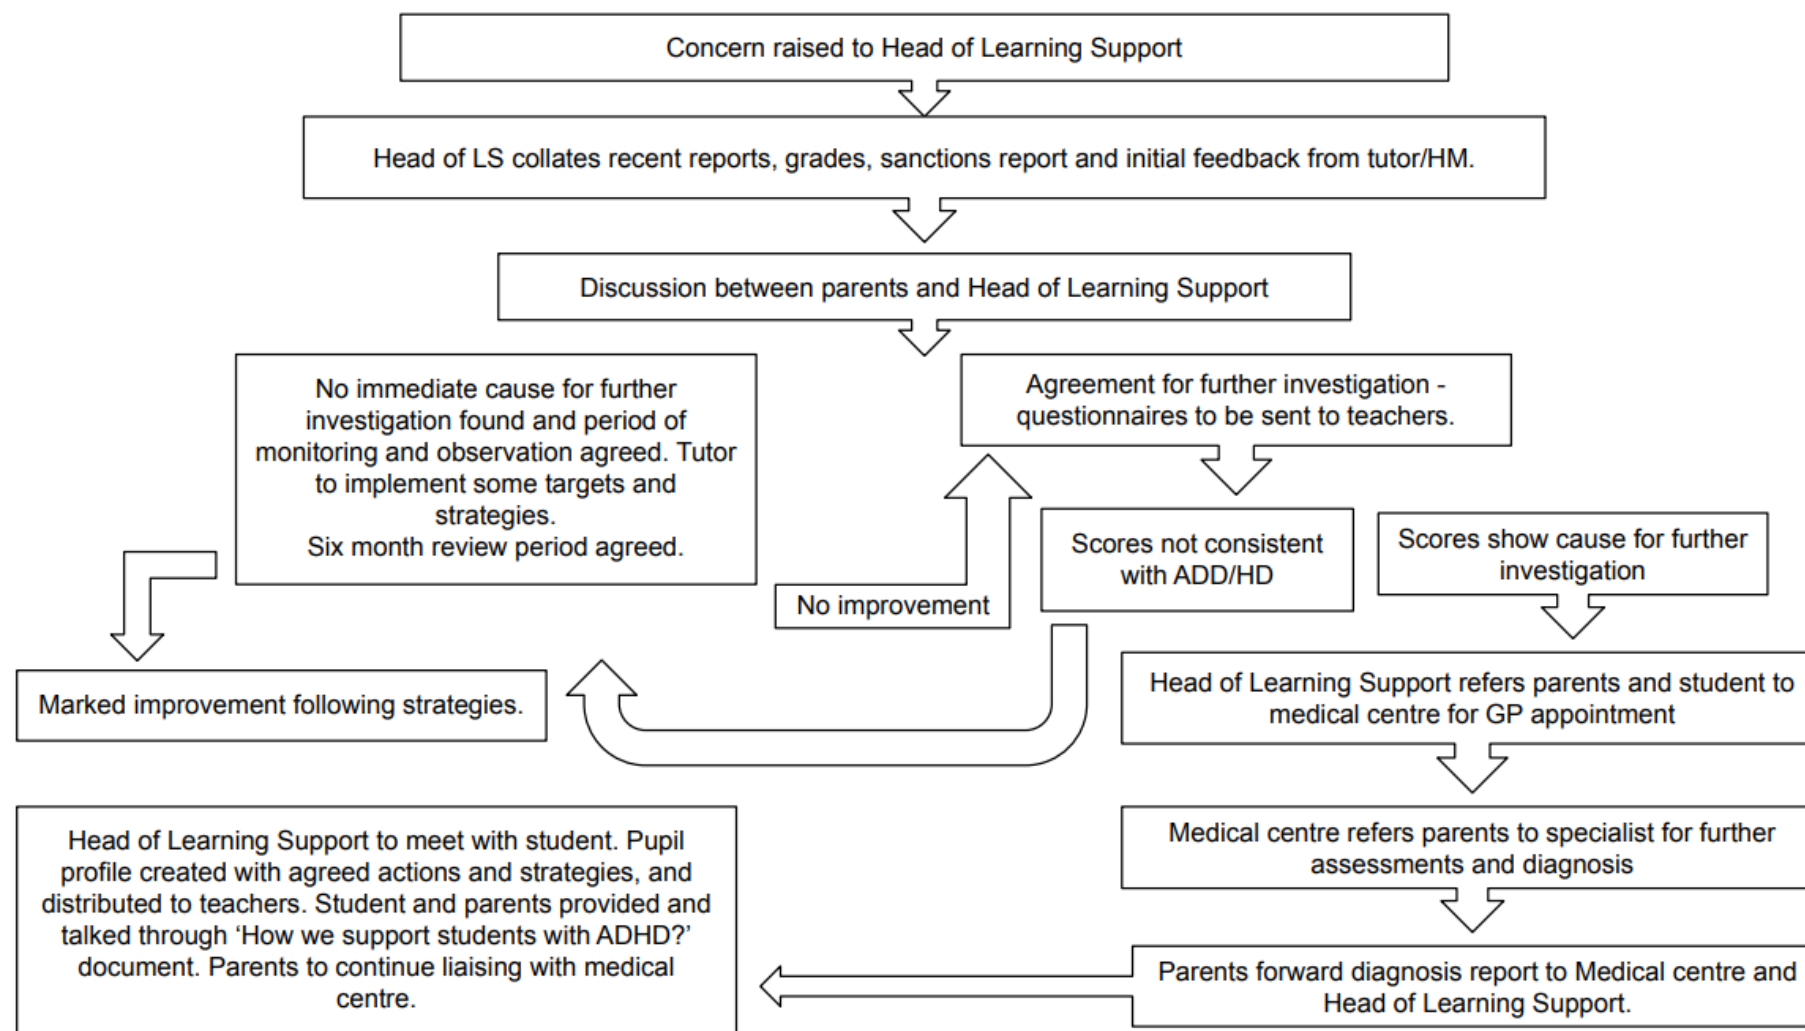 Concern raised to Head of Learning Support
Head of LS collates recent reports, grades, sanctions report and initial feedback from tutor/HM.
Discussion between parents and Head of Learning Support
No immediate cause for further
investigation found and period of
monitoring and observation agreed. Tutor
to implement some targets and
strategies.
Six month review period agreed.
Agreement for further investigation -
questionnaires to be sent to teachers.
No improvement
Scores not consistent
with ADD/HD
Scores show cause for further
investigation
Marked improvement following strategies.
Head of Learning Support refers parents and student to
medical centre for GP appointment
Medical centre refers parents to specialist for further
assessments and diagnosis
Parents forward diagnosis report to Medical centre and
Head of Learning Support.
Head of Learning Support to meet with student. Pupil
profile created with agreed actions and strategies, and
distributed to teachers. Student and parents provided and
talked through ‘How we support students with ADHD?’
document. Parents to continue liaising with medical
centre.